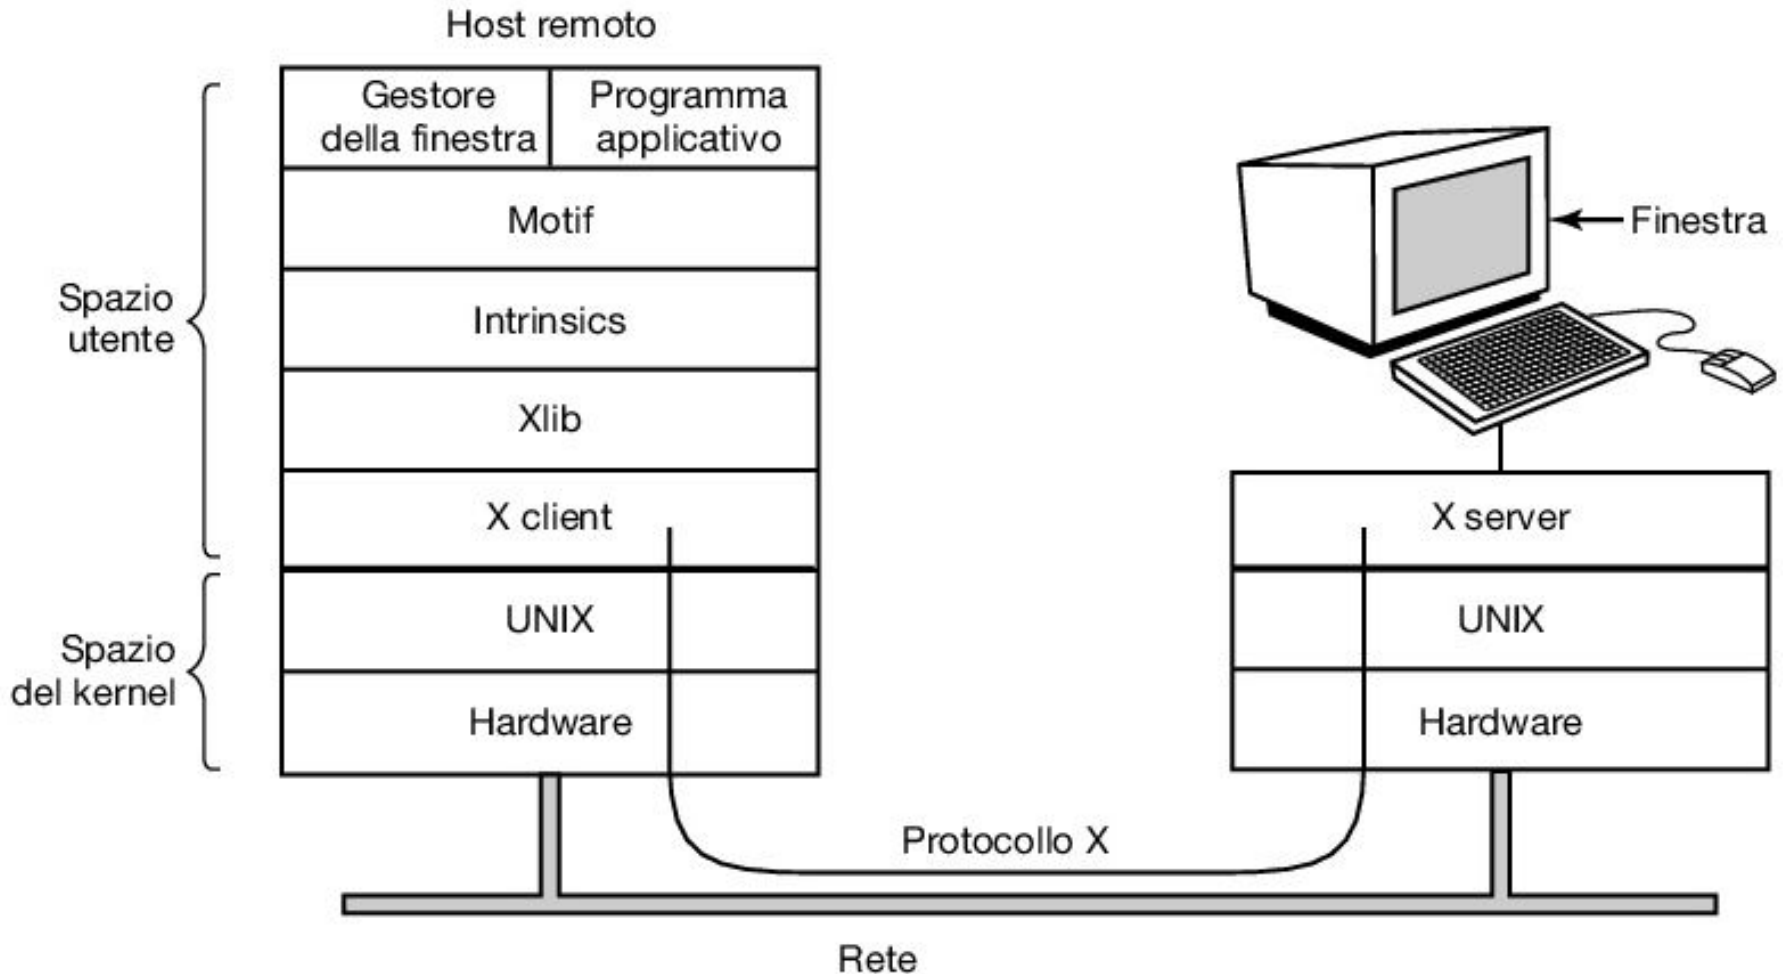 Host remoto
Gestore
della finestra
Programma
applicativo
Motif
Finestra
Spazio
utente
Intrinsics
Xlib
X client
X server
UNIX
UNIX
Spazio
del kernel
Hardware
Hardware
Protocollo X
Rete